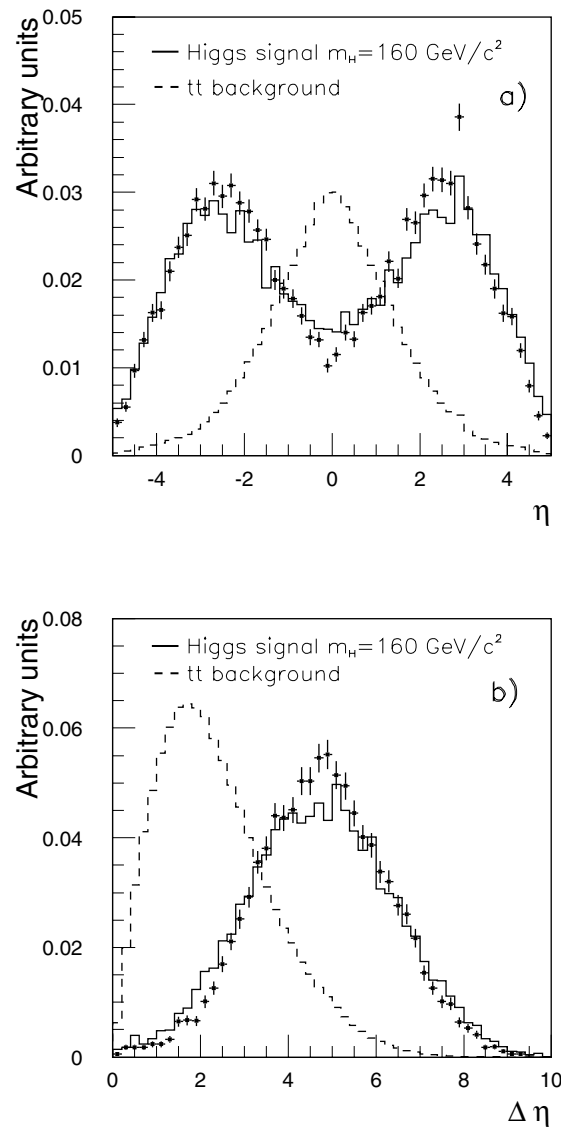 Arbitrary units
0.05
0.04
0.03
0.02
0.01
0
Higgs signal m_H=160 GeV/c²
tt background
a)
-4 -2 0 2 4
η
Arbitrary units
0.08
0.06
0.04
0.02
0
Higgs signal m_H=160 GeV/c²
tt background
b)
0 2 4 6 8 10
Δ η